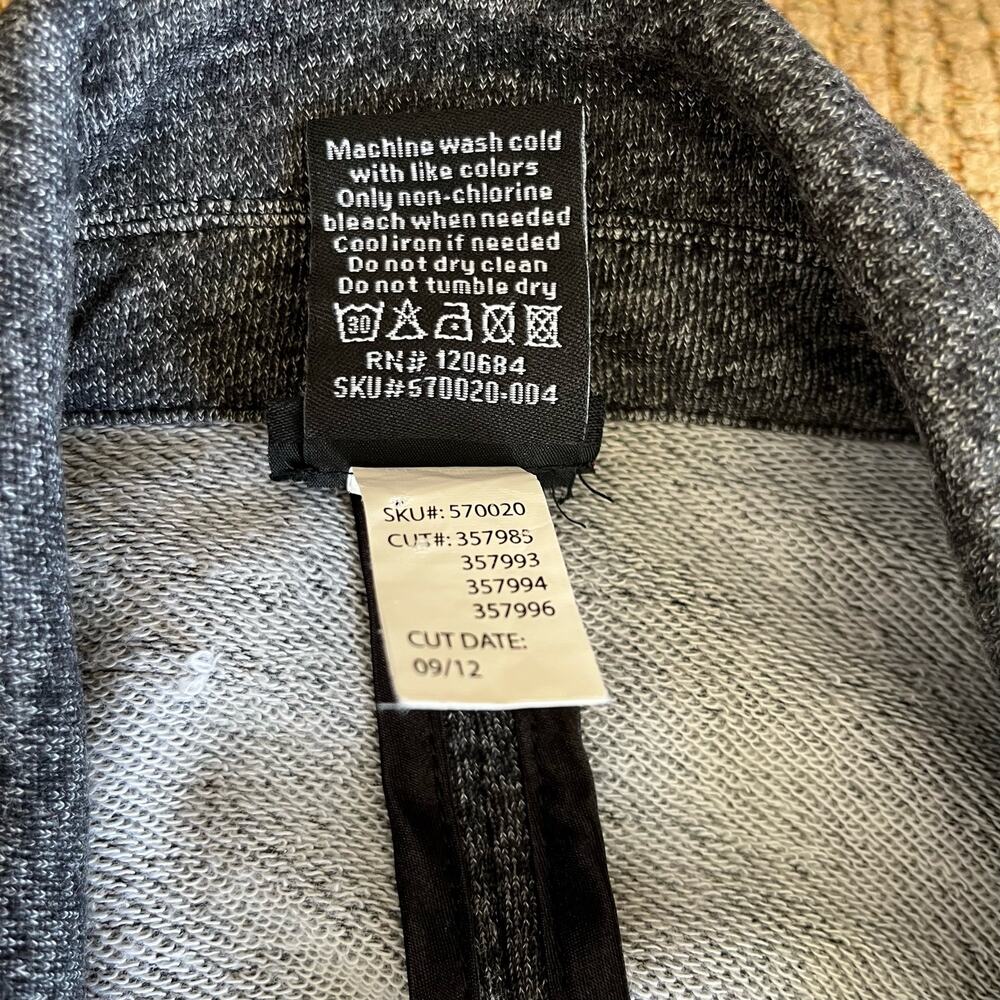 Machine wash cold
with like colors
Only non-chlorine
bleach when needed
Cool iron if needed
Do not dry clean
Do not tumble dry
30
RN# 120684
SKU#570020-004
SKU#: 570020
CUT#: 357985
357993
357994
357996
CUT DATE:
09/12